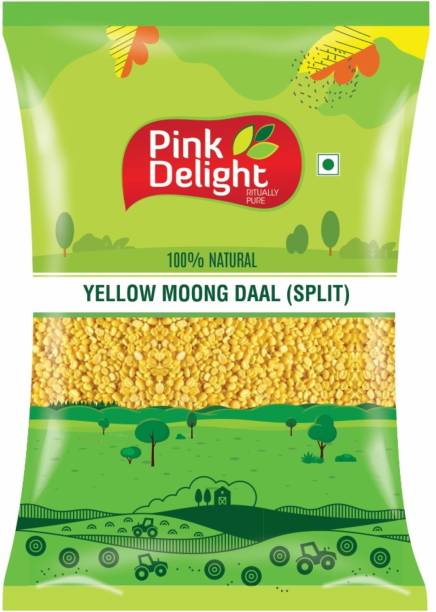 Pink
Delight
RITUALLY
PURE
100% NATURAL
YELLOW MOONG DAAL (SPLIT)